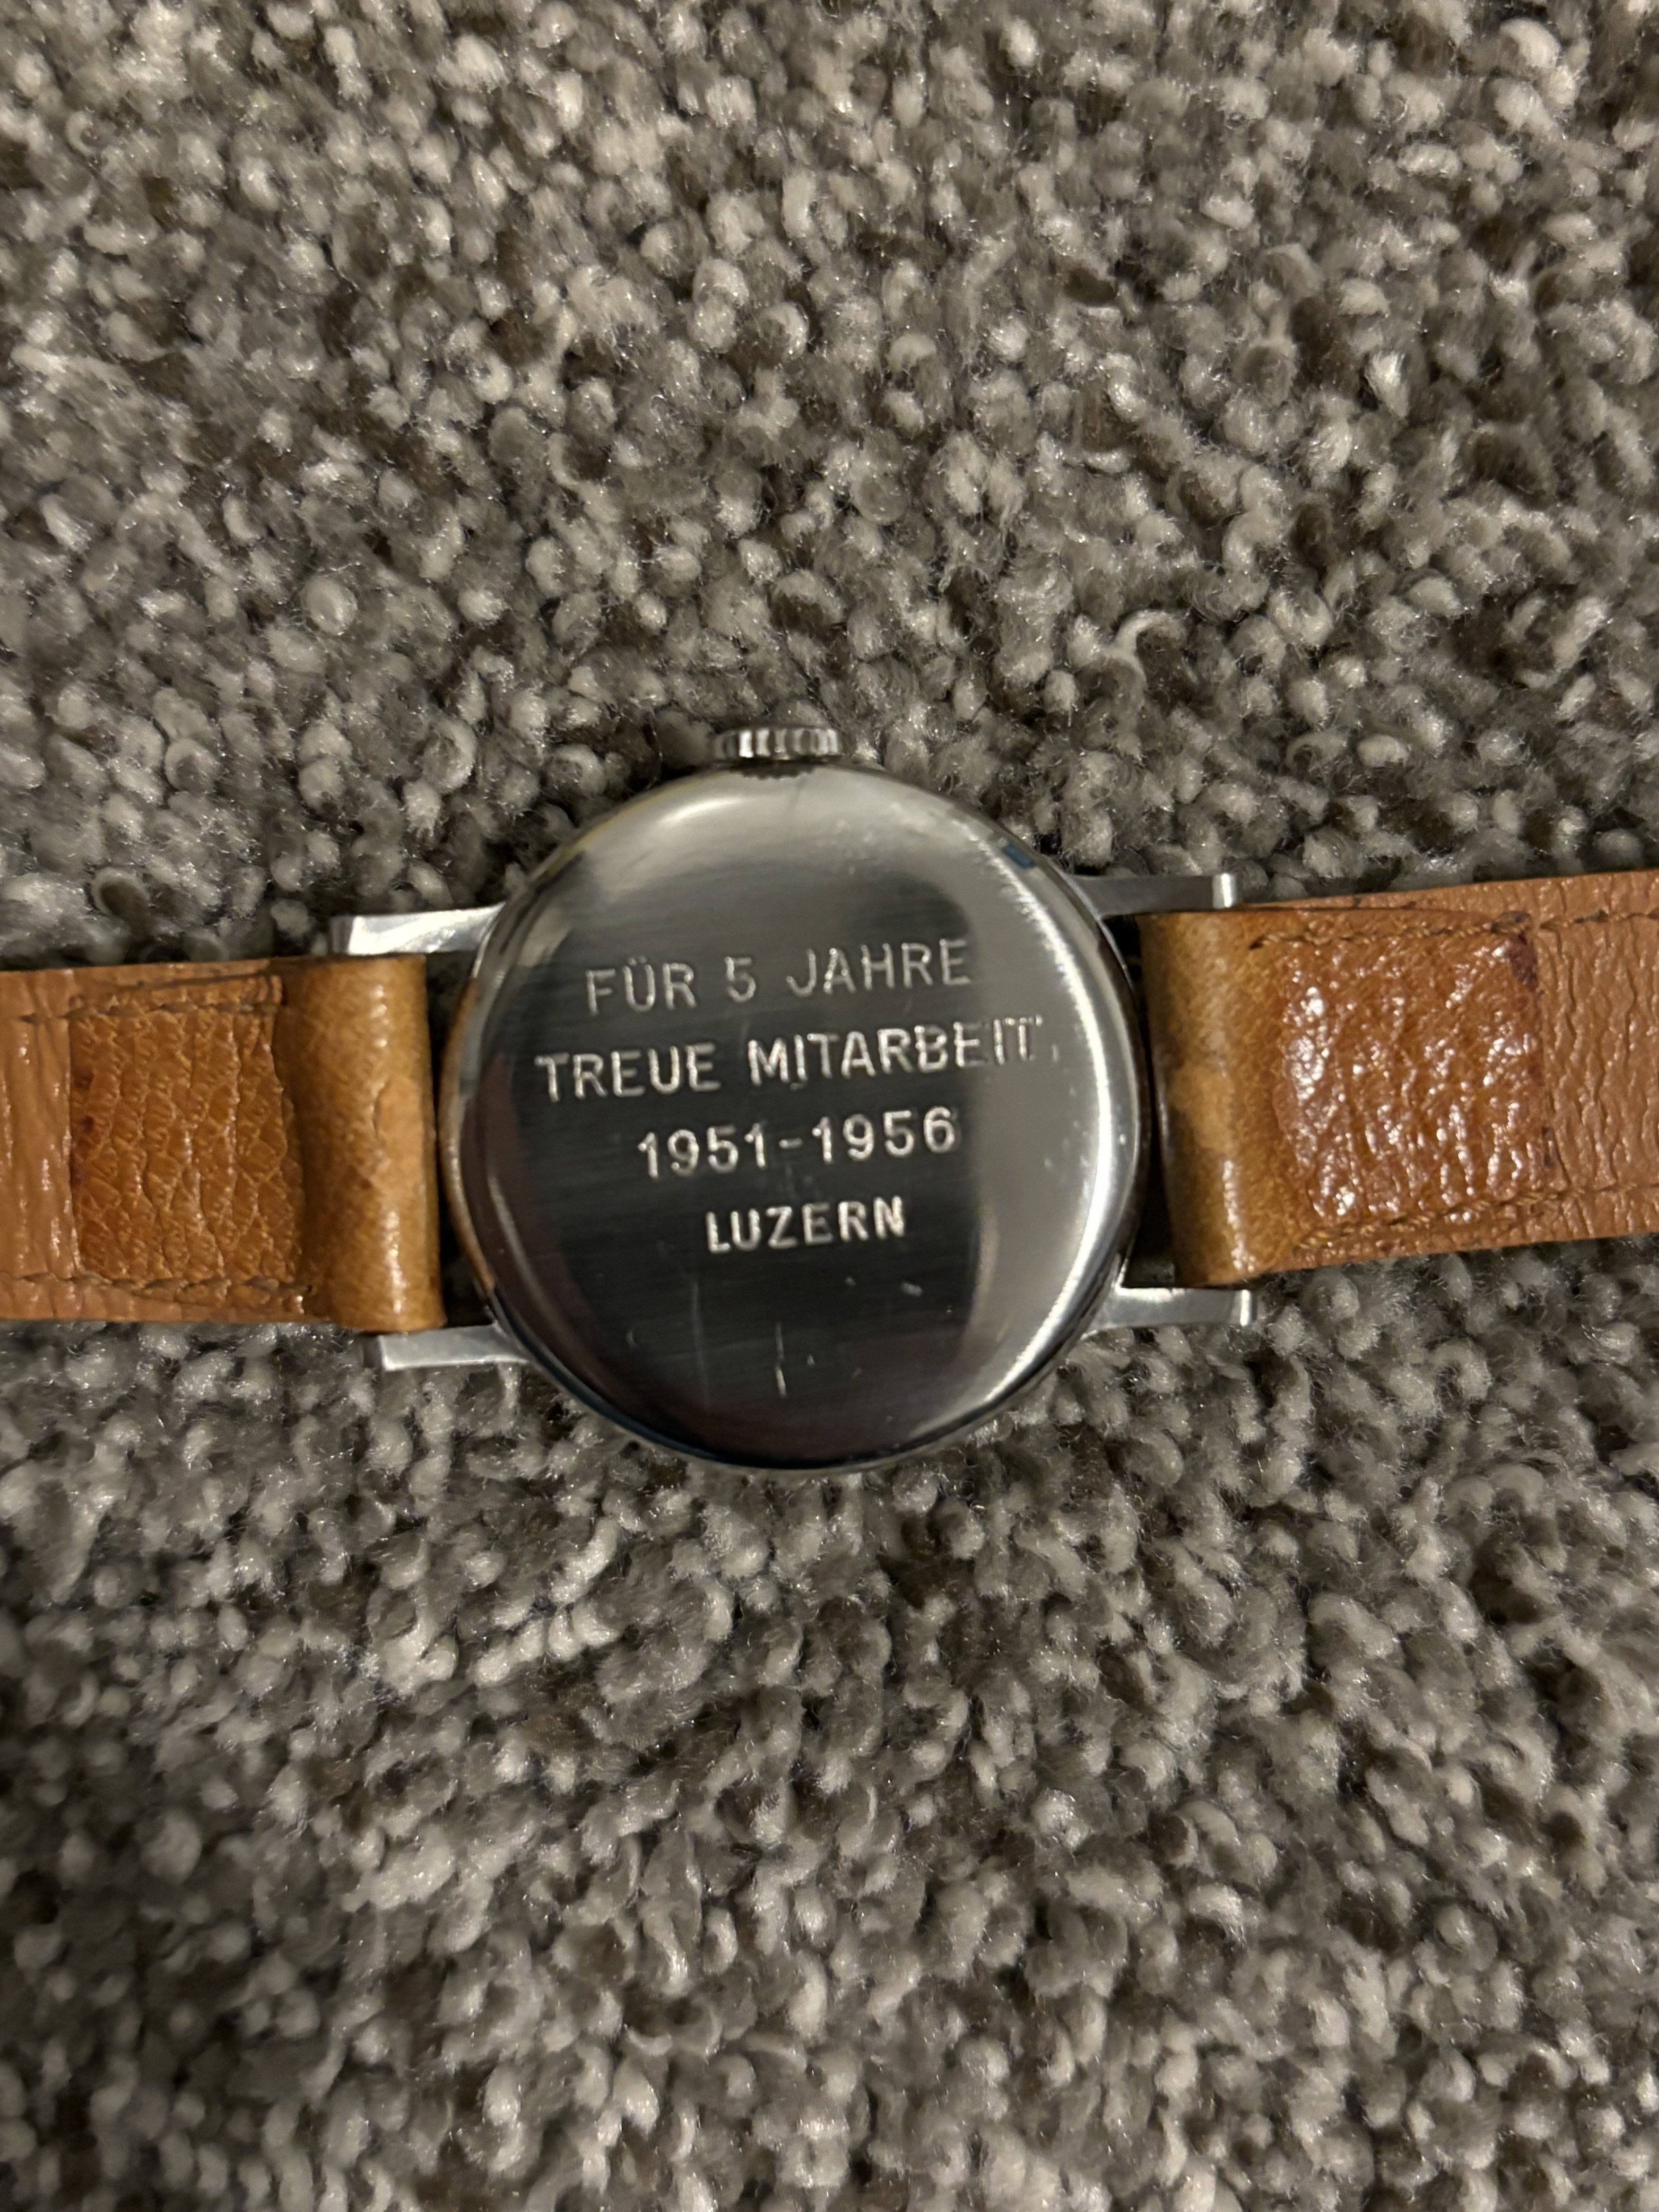 FÜR 5 JAHRE
TREUE MITARBEIT
1951-1956
LUZERN